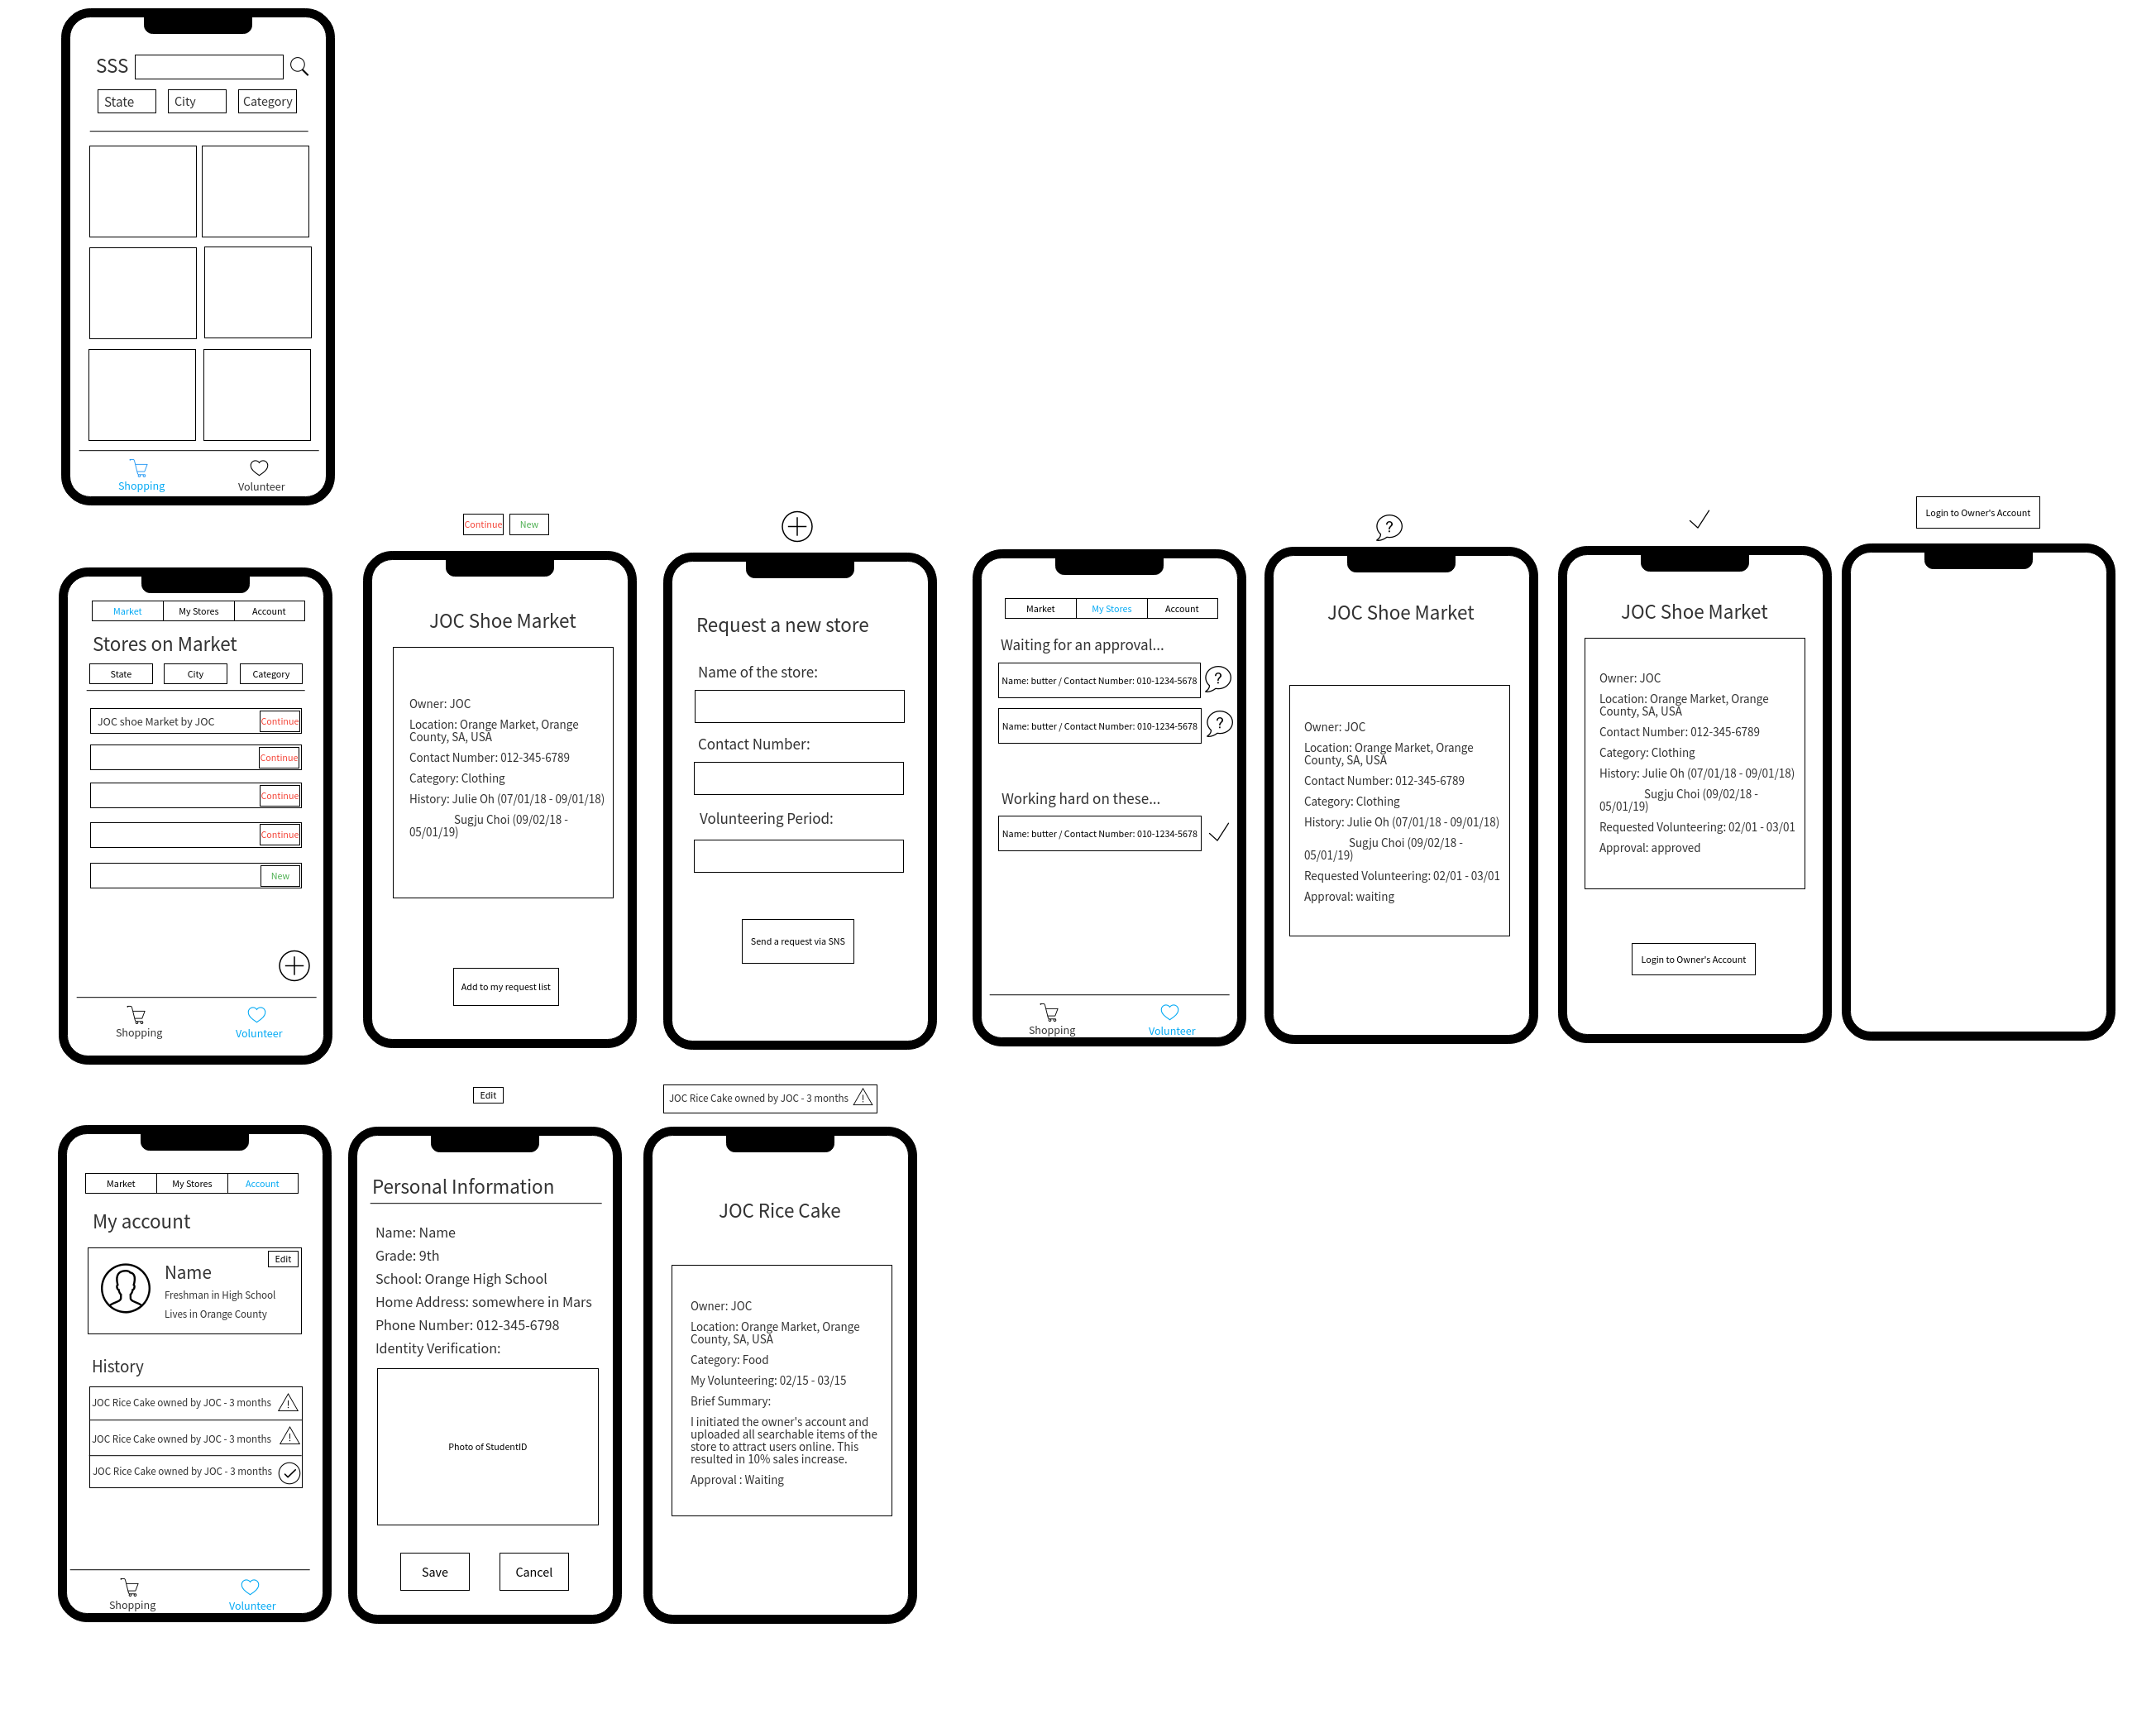 SSS
State
City
Category
Shopping
Volunteer
Market
My Stores
Account
Stores on Market
State
City
Category
JOC shoe Market by JOC
Continue
Continue
Continue
Continue
New
Shopping
Volunteer
Continue
New
JOC Shoe Market
Owner: JOC
Location: Orange Market, Orange
County, SA, USA
Contact Number: 012-345-6789
Category: Clothing
History: Julie Oh (07/01/18 - 09/01/18)
Sugju Choi (09/02/18 -
05/01/19)
Add to my request list
Request a new store
Name of the store:
Contact Number:
Volunteering Period:
Send a request via SNS
Market
My Stores
Account
Waiting for an approval...
Name: butter / Contact Number: 010-1234-5678
?
Name: butter / Contact Number: 010-1234-5678
?
Working hard on these...
Name: butter / Contact Number: 010-1234-5678
Shopping
Volunteer
?
JOC Shoe Market
Owner: JOC
Location: Orange Market, Orange
County, SA, USA
Contact Number: 012-345-6789
Category: Clothing
History: Julie Oh (07/01/18 - 09/01/18)
Sugju Choi (09/02/18 -
05/01/19)
Requested Volunteering: 02/01 - 03/01
Approval: waiting
JOC Shoe Market
Owner: JOC
Location: Orange Market, Orange
County, SA, USA
Contact Number: 012-345-6789
Category: Clothing
History: Julie Oh (07/01/18 - 09/01/18)
Sugju Choi (09/02/18 -
05/01/19)
Requested Volunteering: 02/01 - 03/01
Approval: approved
Login to Owner's Account
Login to Owner's Account
Market
My Stores
Account
My account
Edit
Name
Freshman in High School
Lives in Orange County
History
JOC Rice Cake owned by JOC - 3 months
!
JOC Rice Cake owned by JOC - 3 months
!
JOC Rice Cake owned by JOC - 3 months
Shopping
Volunteer
Edit
Personal Information
Name: Name
Grade: 9th
School: Orange High School
Home Address: somewhere in Mars
Phone Number: 012-345-6798
Identity Verification:
Photo of StudentID
Save
Cancel
JOC Rice Cake owned by JOC - 3 months
!
JOC Rice Cake
Owner: JOC
Location: Orange Market, Orange
County, SA, USA
Category: Food
My Volunteering: 02/15 - 03/15
Brief Summary:
I initiated the owner's account and
uploaded all searchable items of the
store to attract users online. This
resulted in 10% sales increase.
Approval : Waiting